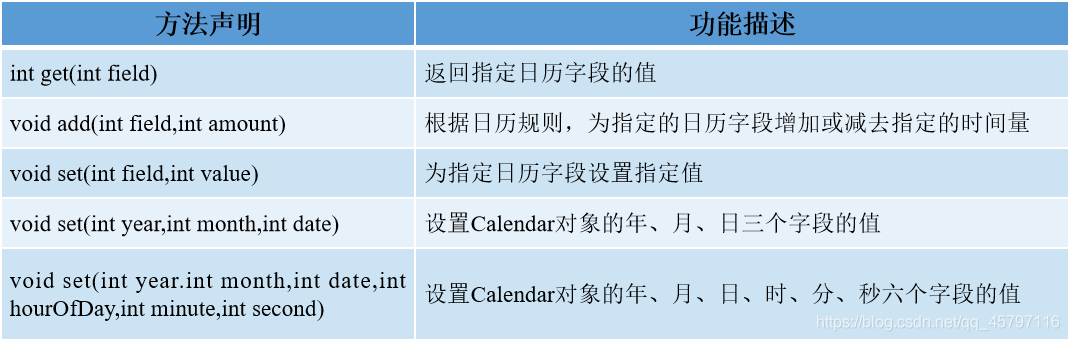 方法声明
功能描述
int get(int field)
返回指定日历字段的值
void add(int field,int amount)
根据日历规则，为指定的日历字段增加或减去指定的时间量
void set(int field,int value)
为指定日历字段设置指定值
void set(int year,int month,int date)
设置Calendar对象的年、月、日三个字段的值
void set(int year.int month,int date,int
hourOfDay,int minute,int second)
设置Calendar对象的年、月、日、时、分、秒六个字段的值
https://blog.csdn.net/qq_45797116